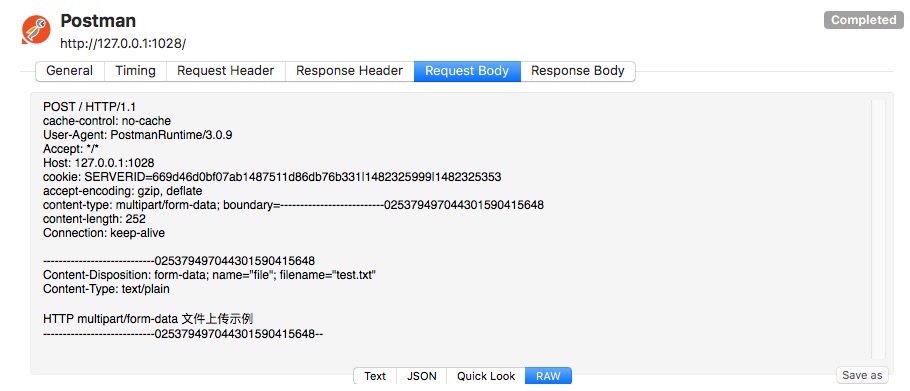 Postman
Completed
http://127.0.0.1:1028/
General Timing Request Header Response Header Request Body Response Body
POST / HTTP/1.1
cache-control: no-cache
User-Agent: PostmanRuntime/3.0.9
Accept: */*
Host: 127.0.0.1:1028
cookie: SERVERID=669d46d0bf07ab1487511d86db76b331|1482325999|1482325353
accept-encoding: gzip, deflate
content-type: multipart/form-data; boundary=--------------------------025379497044301590415648
content-length: 252
Connection: keep-alive
----------------------------025379497044301590415648
Content-Disposition: form-data; name="file"; filename="test.txt"
Content-Type: text/plain
HTTP multipart/form-data 文件上传示例
----------------------------025379497044301590415648--
Text JSON Quick Look RAW
Save as